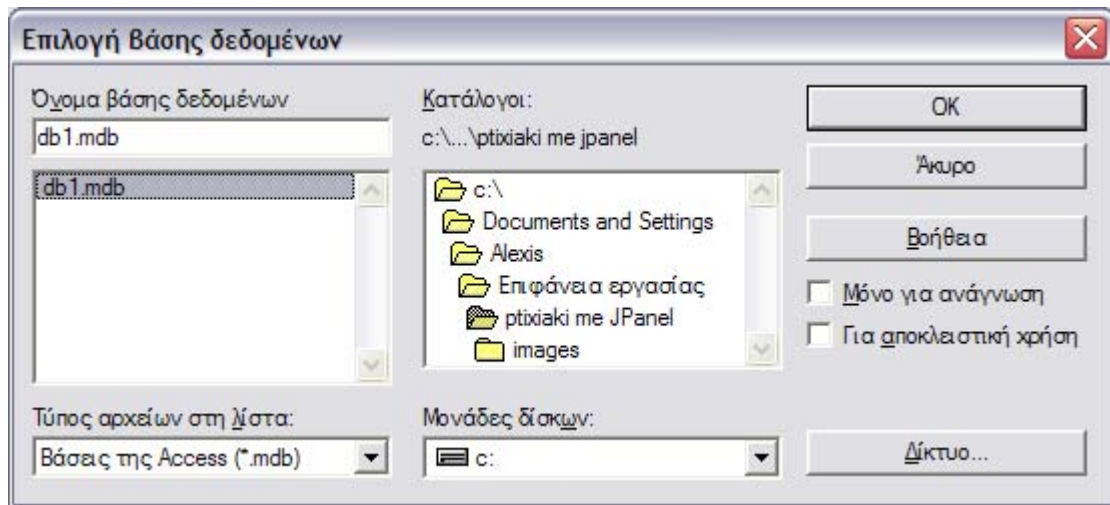 Επιλογή βάσης δεδομένων
Όνομα βάσης δεδομένων
db1.mdb
db1.mdb
Τύπος αρχείων στη λίστα:
Βάσεις της Access (*.mdb)
Κατάλογοι:
c:\...\ptixiaki me jpanel
c:\
Documents and Settings
Alexis
Επιφάνεια εργασίας
ptixiaki me JPanel
images
Μονάδες δίσκων:
c:
OK
Άκυρο
Βοήθεια
Μόνο για ανάγνωση
Για αποκλειστική χρήση
Δίκτυο...